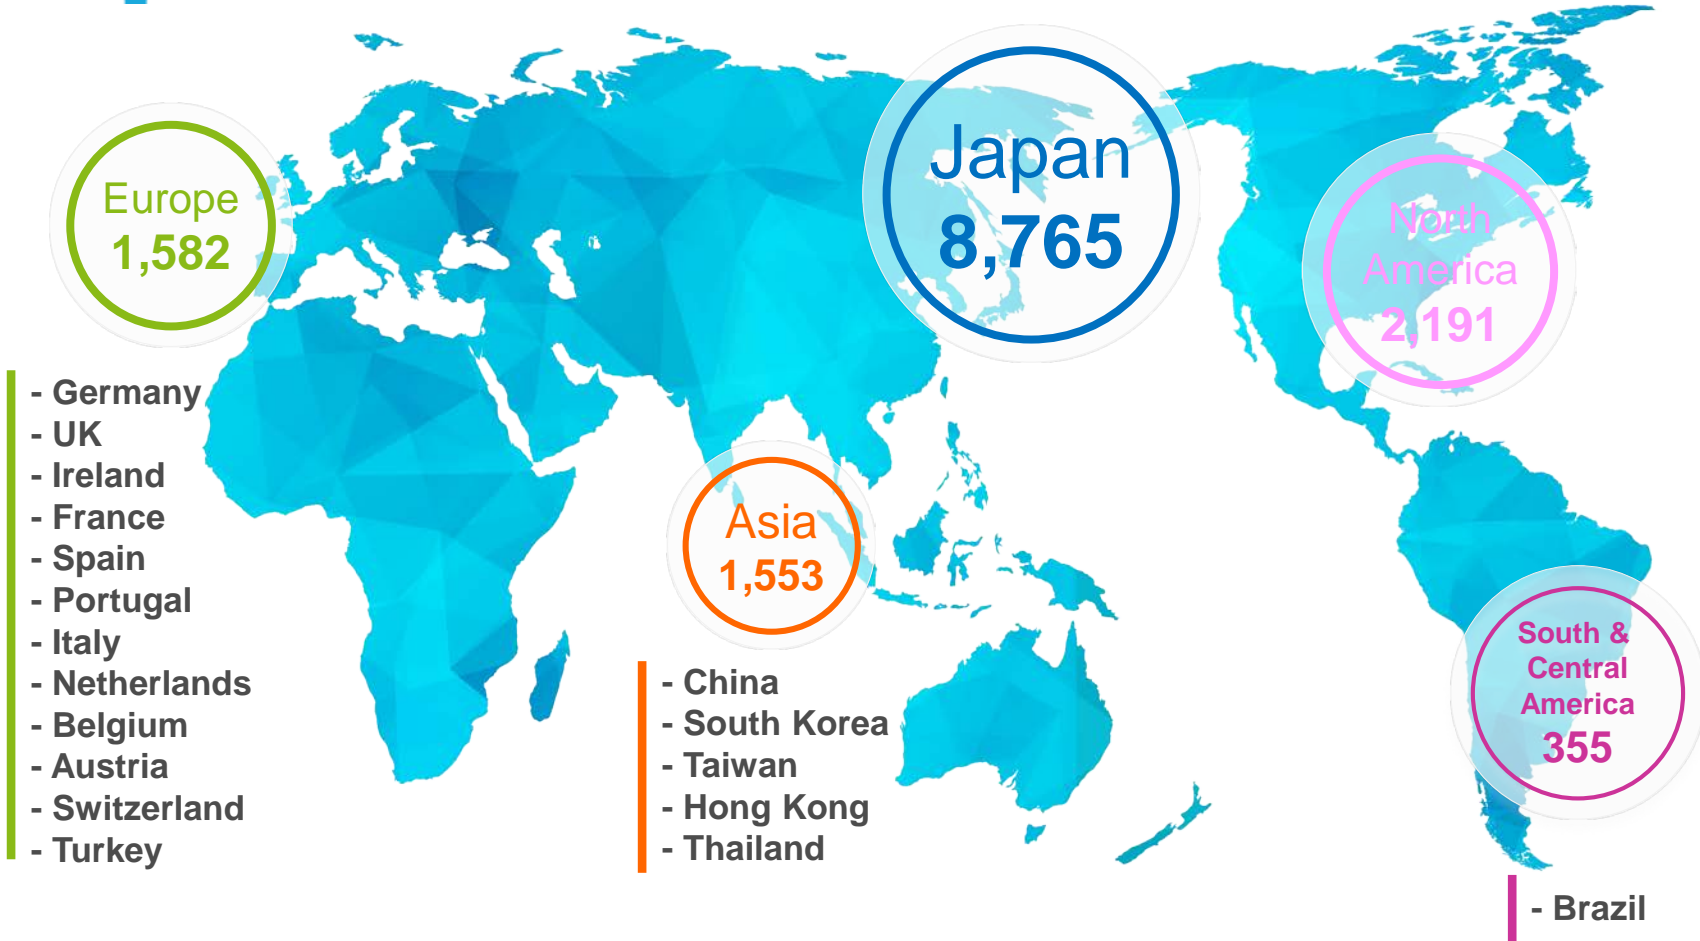 Europe
1,582
- Germany
- UK
- Ireland
- France
- Spain
- Portugal
- Italy
- Netherlands
- Belgium
- Austria
- Switzerland
- Turkey
Asia
1,553
- China
- South Korea
- Taiwan
- Hong Kong
- Thailand
Japan
8,765
North
America
2,191
South &
Central
America
355
- Brazil